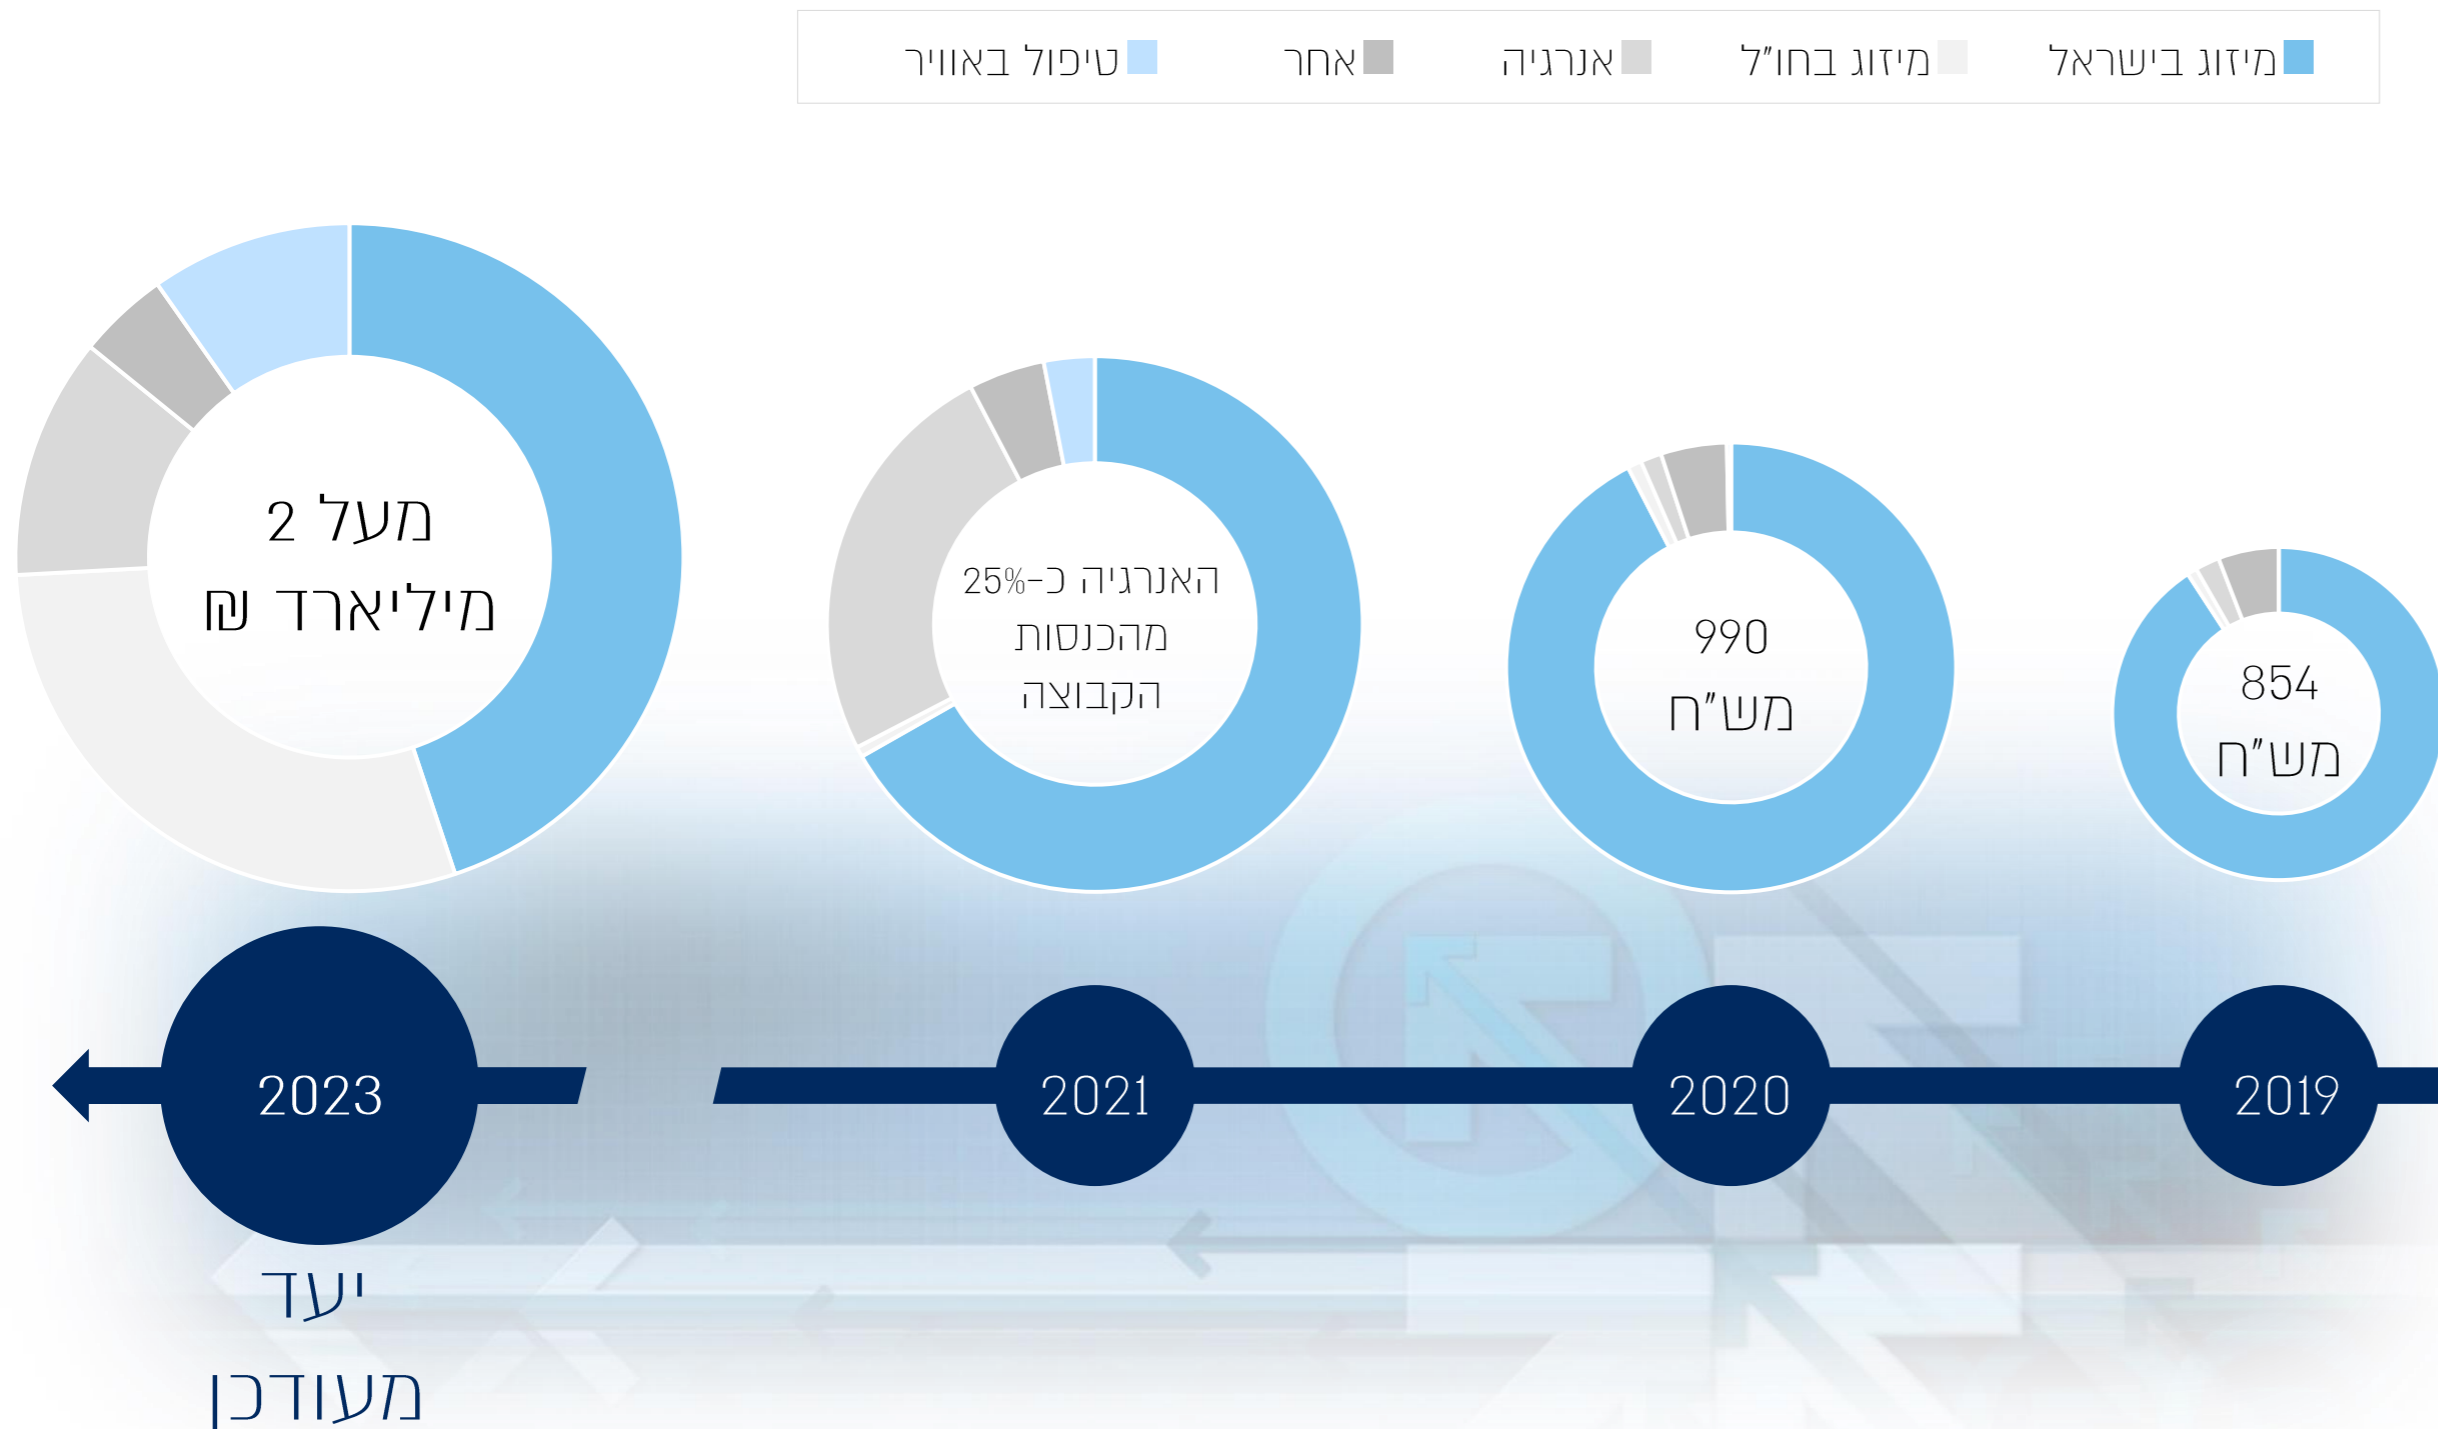 מיזוג בישראל
מיזוג בחו"ל
אנרגיה
אחר
טיפול באוויר
854
מש"ח
990
מש"ח
האנרגיה כ-25%
מהכנסות
הקבוצה
מעל 2
מיליארד ₪
2019
2020
2021
2023
יעד
מעודכן